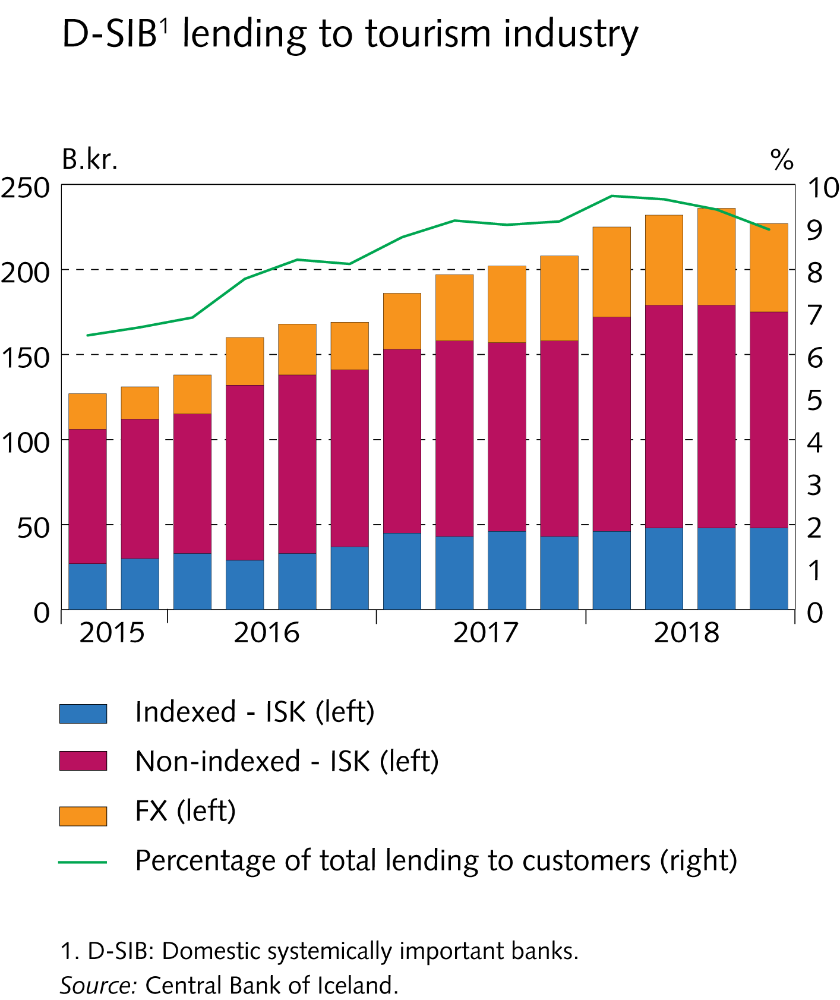 D-SIB¹ lending to tourism industry
B.kr. %
250 10
9
200 8
7
150 6
5
100 4
3
50 2
1
0 0
2015 2016 2017 2018
Indexed - ISK (left)
Non-indexed - ISK (left)
FX (left)
Percentage of total lending to customers (right)
1. D-SIB: Domestic systemically important banks.
Source: Central Bank of Iceland.